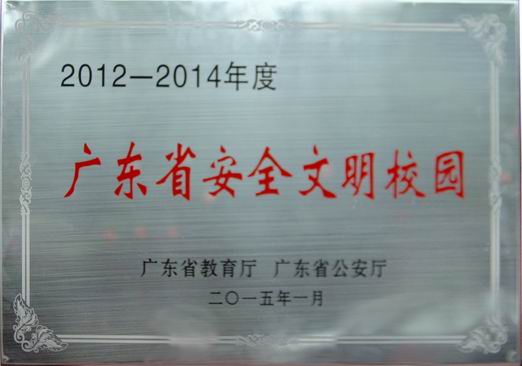 2012—2014年度
广东省安全文明校园
广东省教育厅 广东省公安厅
二〇一五年一月